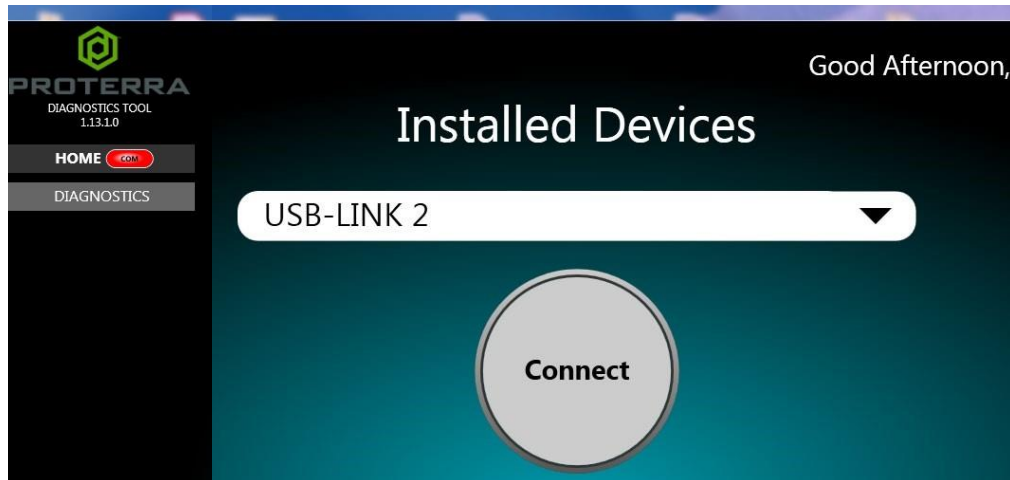 PROTERRA
DIAGNOSTICS TOOL
1.13.1.0
HOME COM
DIAGNOSTICS
Good Afternoon,
Installed Devices
USB-LINK 2
Connect